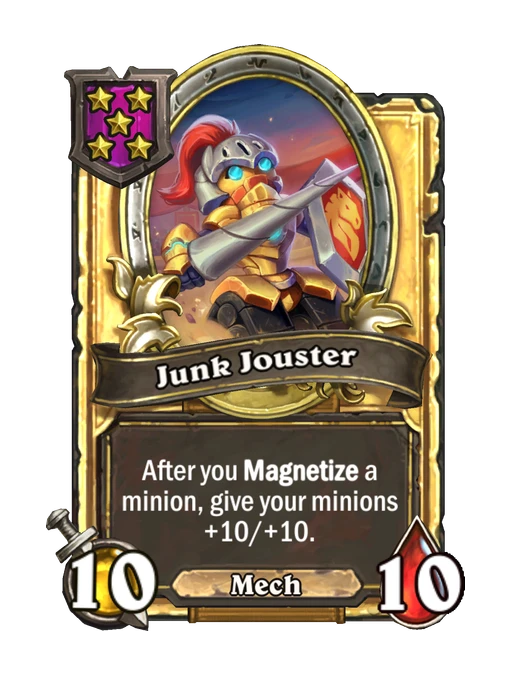 Junk Jouster
After you Magnetize a
minion, give your minions
+10/+10.
10
Mech
10